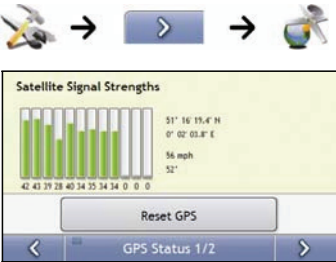 Satellite Signal Strengths
51° 16' 19.4" N
0° 02' 03.8" E
56 mph
52°
42 43 39 28 40 34 35 34 34 0 0 0
Reset GPS
GPS Status 1/2